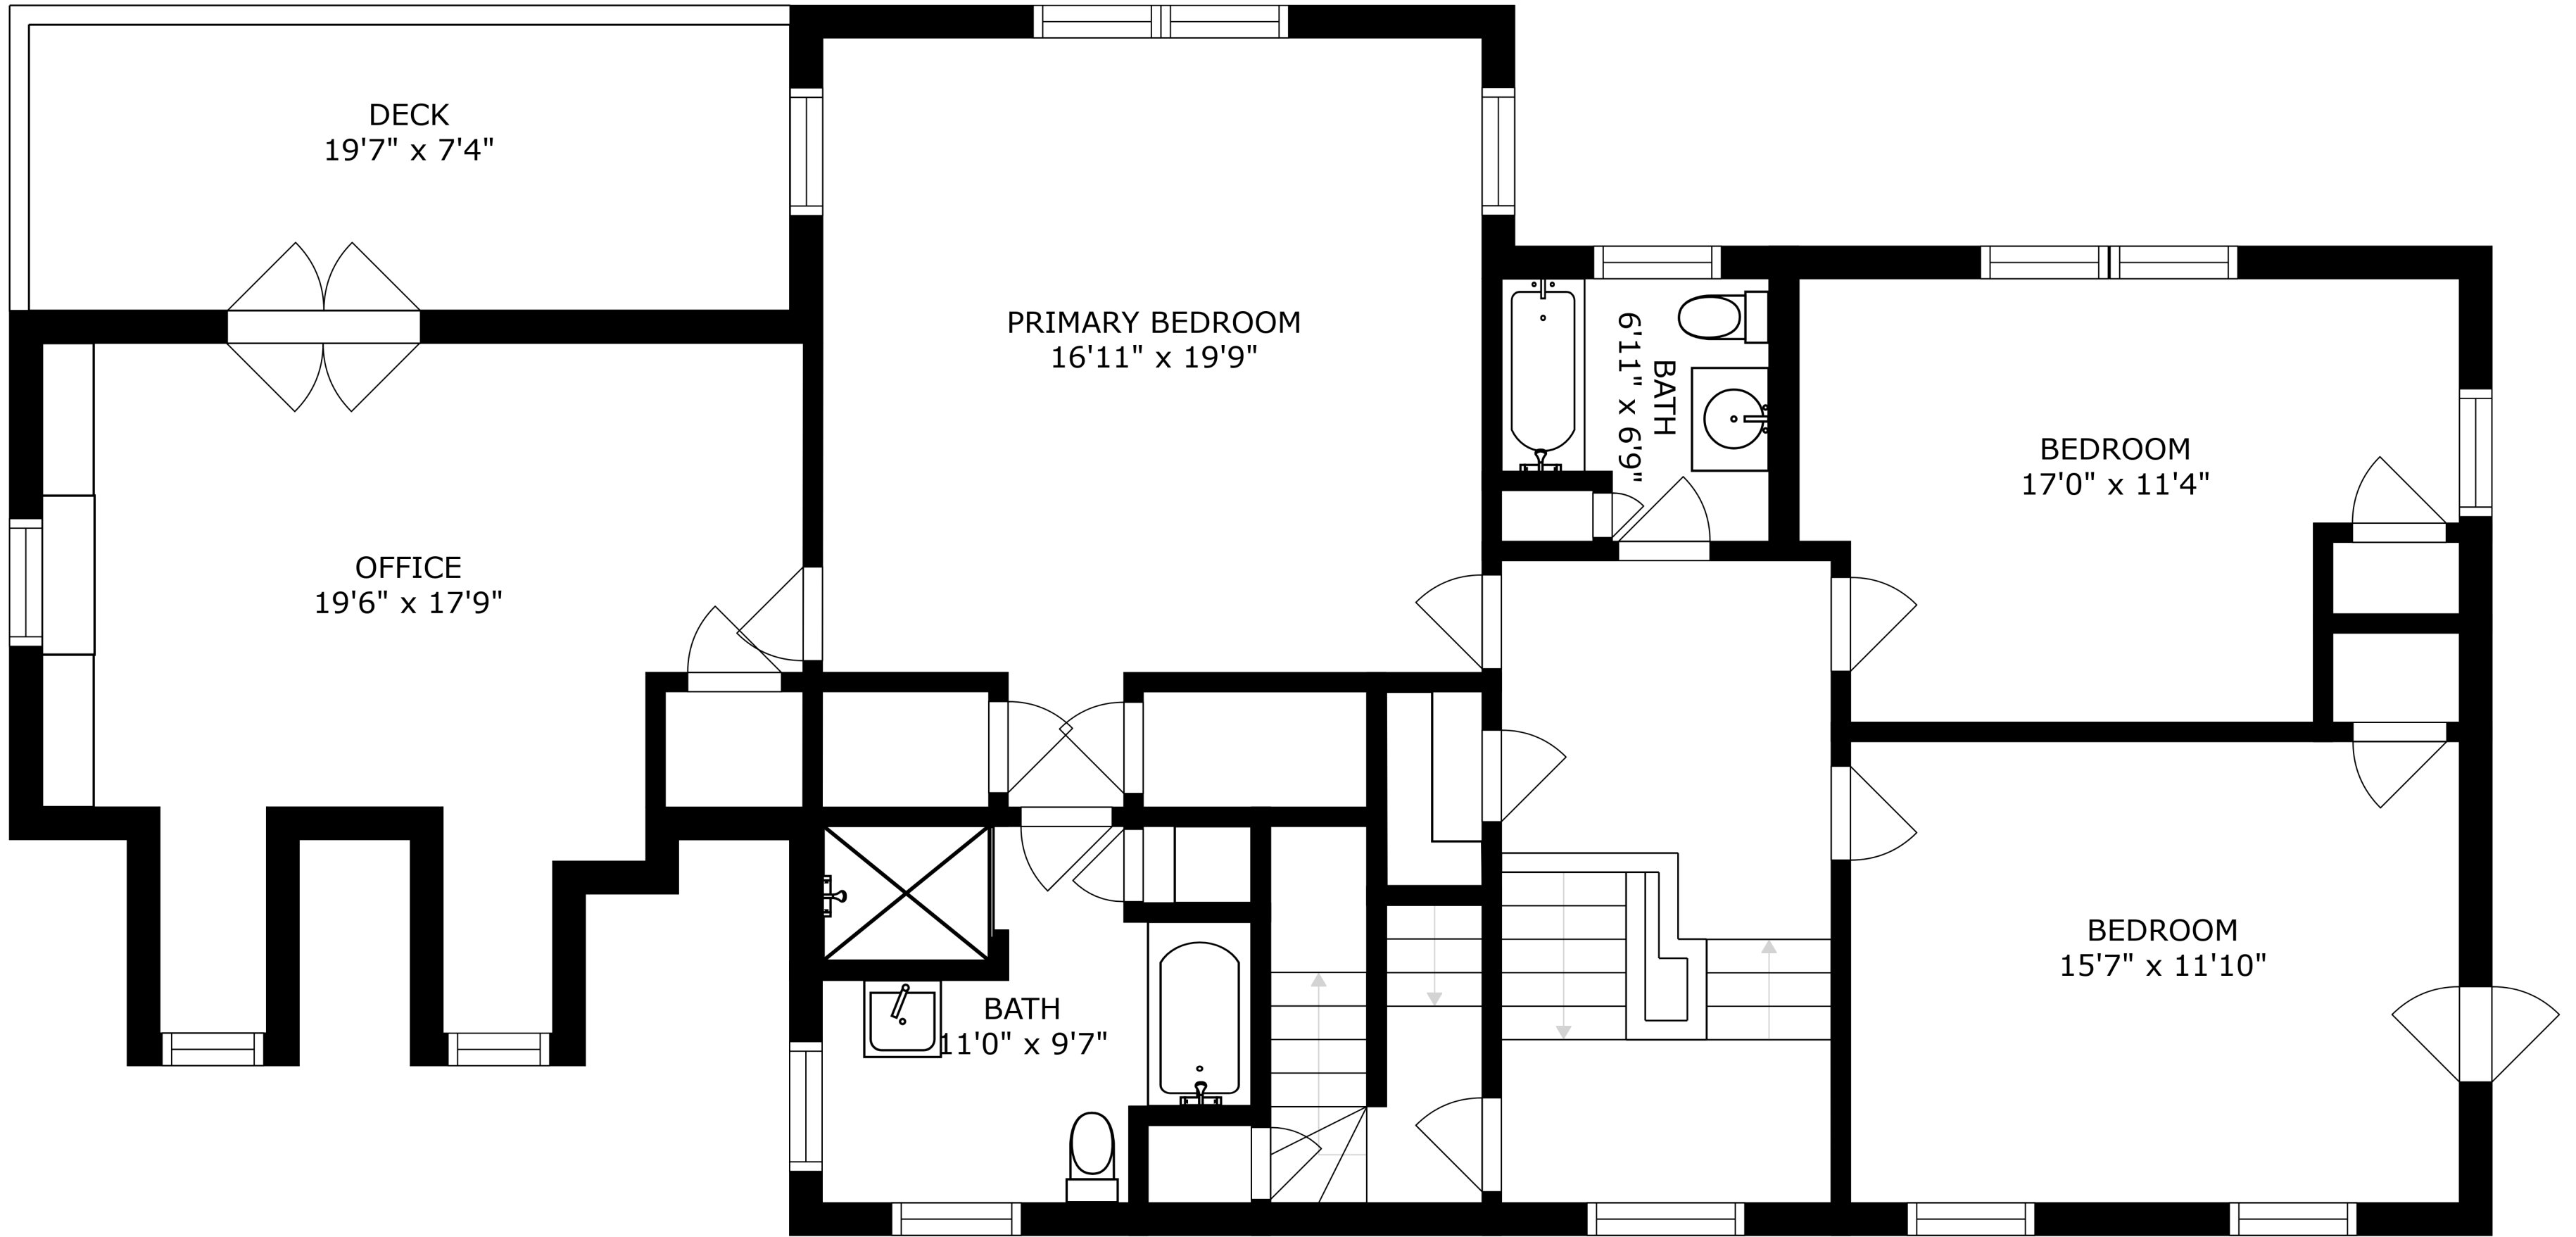 DECK
19'7" x 7'4"
PRIMARY BEDROOM
16'11" x 19'9"
BATH
6'11" x 6'9"
BEDROOM
17'0" x 11'4"
OFFICE
19'6" x 17'9"
BEDROOM
15'7" x 11'10"
BATH
11'0" x 9'7"